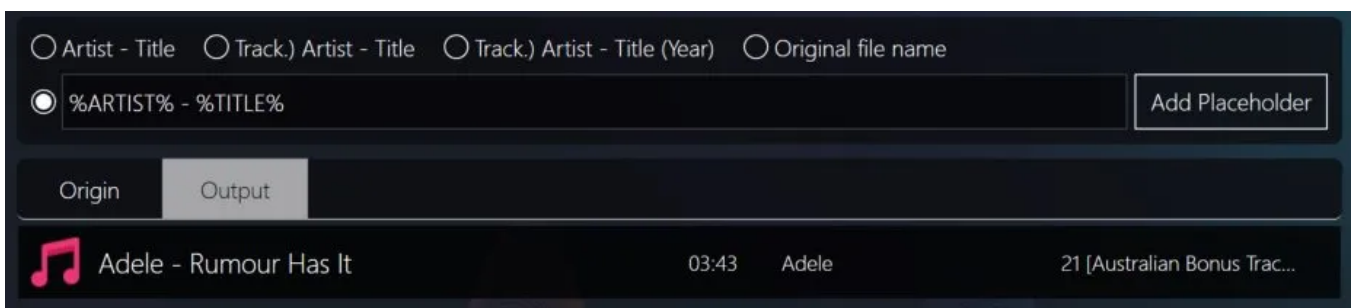 Artist - Title Track.) Artist - Title Track.) Artist - Title (Year) Original file name
%ARTIST% - %TITLE% Add Placeholder
Origin Output
Adele - Rumour Has It 03:43 Adele 21 [Australian Bonus Trac...